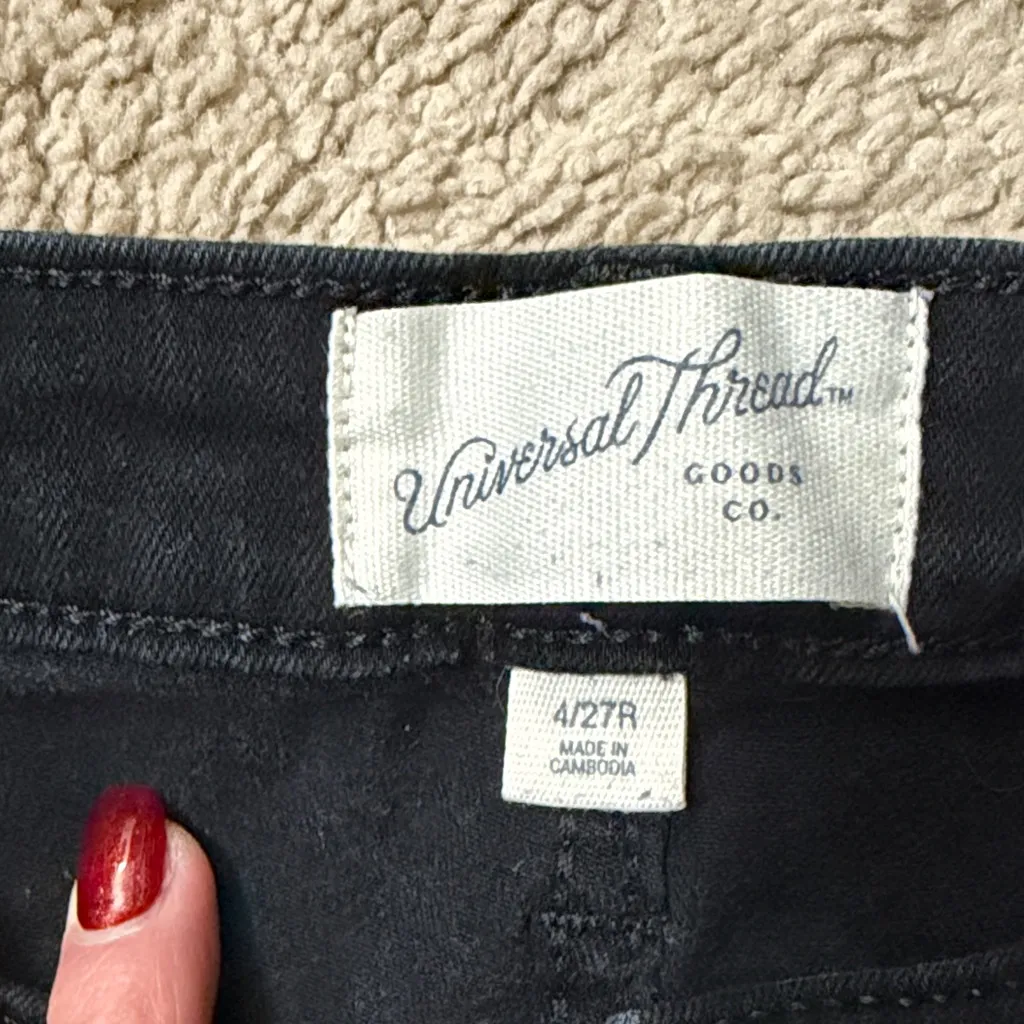 Universal Thread™
GOODS
CO.
4/27R
MADE IN
CAMBODIA